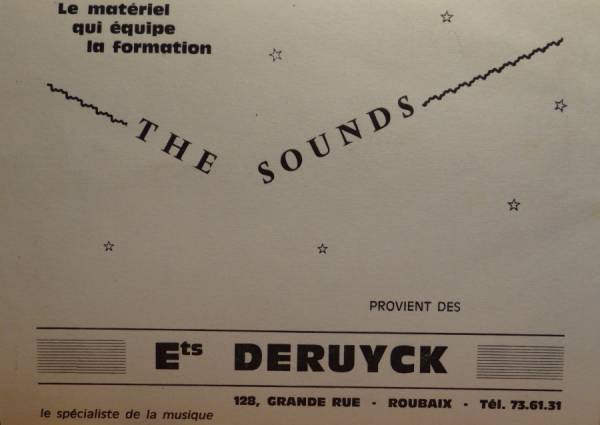 Le matériel
qui équipe
la formation
THE SOUNDS
PROVIENT DES
Ets DERUYCK
128, GRANDE RUE - ROUBAIX - Tél. 73.61.31
le spécialiste de la musique